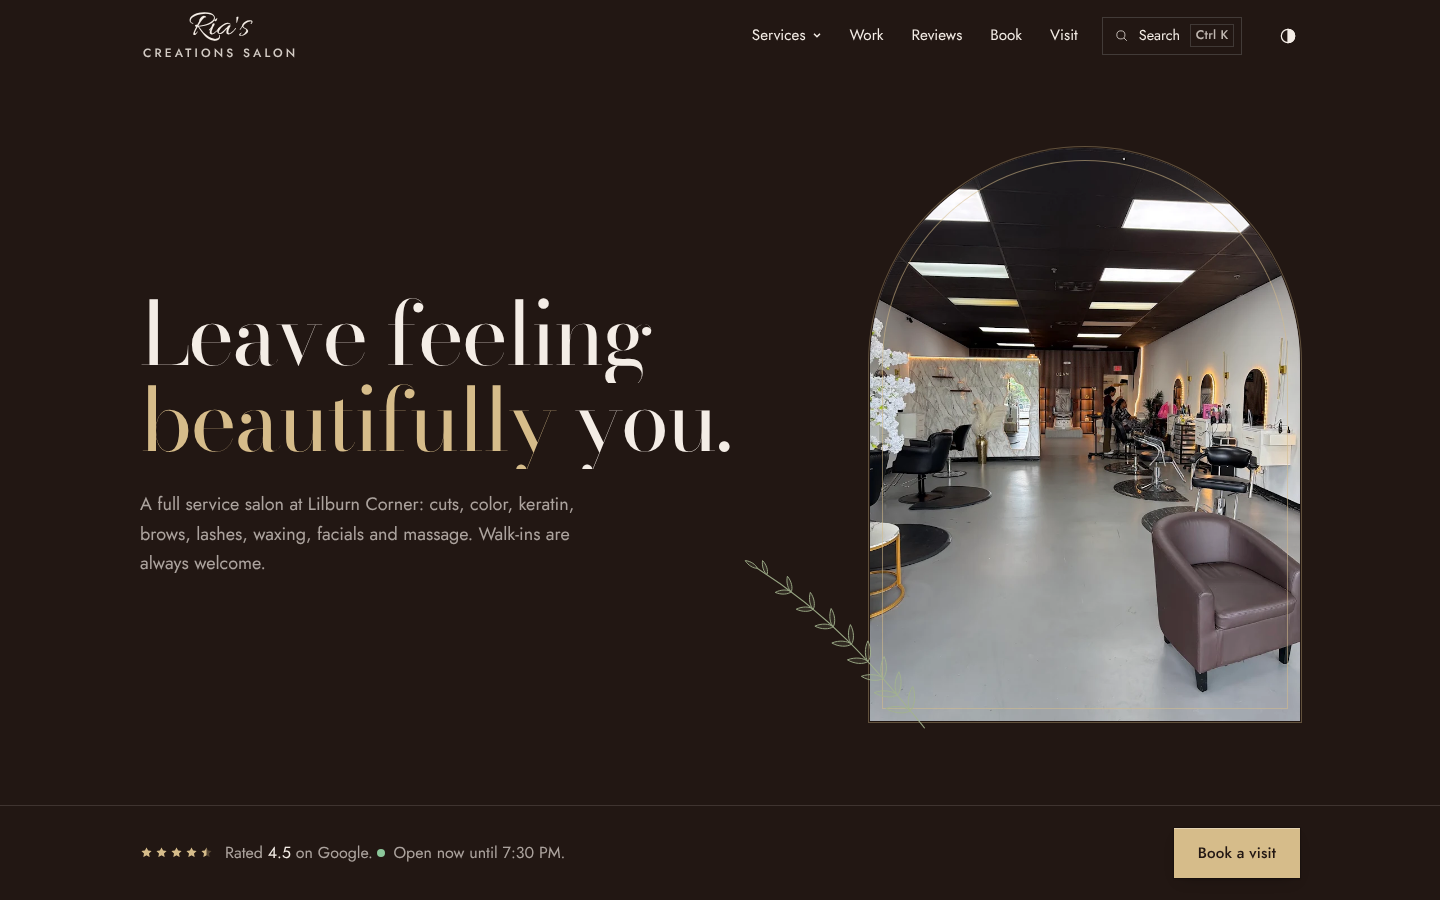 Ria's
CREATIONS SALON
Services
Work
Reviews
Book
Visit
Search
Ctrl K
Leave feeling
beautifully you.
A full service salon at Lilburn Corner: cuts, color, keratin,
brows, lashes, waxing, facials and massage. Walk-ins are
always welcome.
Rated 4.5 on Google.
Open now until 7:30 PM.
Book a visit